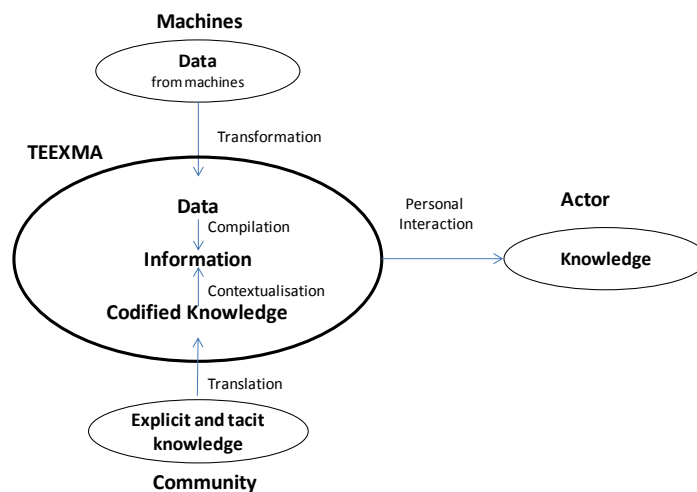 Machines
Data
from machines
Transformation
TEEXMA
Data
Compilation
Information
Contextualisation
Codified Knowledge
Personal
Interaction
Actor
Knowledge
Translation
Explicit and tacit
knowledge
Community